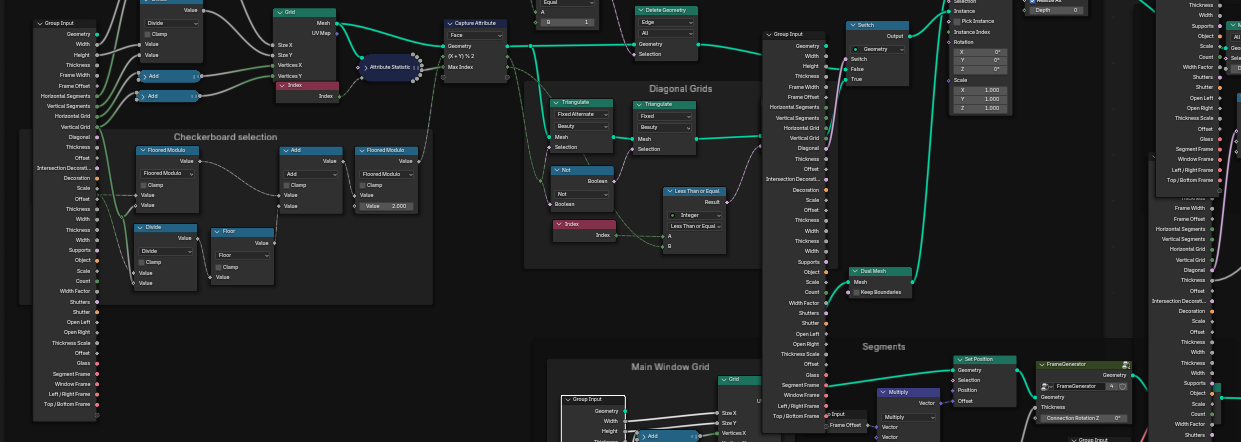 Group Input
Geometry
Width
Height
Thickness
Frame Width
Frame Offset
Horizontal Segments
Vertical Segments
Horizontal Grid
Vertical Grid
Diagonal
Thickness
Offset
Intersection Decorati...
Decoration
Scale
Offset
Thickness
Width
Thickness
Width
Supports
Object
Scale
Count
Width Factor
Shutters
Shutter
Open Left
Open Right
Thickness Scale
Offset
Glass
Segment Frame
Window Frame
Left / Right Frame
Top / Bottom Frame
Divide
Clamp
Value
Value
Add
Add
Grid
Mesh
UV Map
Size X
Size Y
Vertices X
Vertices Y
Index
Index
Attribute Statistic
Capture Attribute
Face
Geometry
(X + Y) % 2
Max Index
Equal
A
B 1
Delete Geometry
Edge
All
Geometry
Selection
Checkerboard selection
Floored Modulo
Value
Floored Modulo
Clamp
Value
Value
Divide
Value
Divide
Clamp
Value
Value
Floor
Value
Floor
Clamp
Value
Add
Value
Add
Clamp
Value
Value
Floored Modulo
Value
Floored Modulo
Clamp
Value
Value 2.000
Diagonal Grids
Triangulate
Fixed Alternate
Beauty
Mesh
Selection
Triangulate
Fixed
Beauty
Mesh
Selection
Not
Boolean
Not
Boolean
Index
Index
Less Than or Equal
Result
Integer
Less Than or Equal
A
B
Group Input
Geometry
Width
Height
Thickness
Frame Width
Frame Offset
Horizontal Segments
Vertical Segments
Horizontal Grid
Vertical Grid
Diagonal
Thickness
Offset
Intersection Decorati...
Decoration
Scale
Offset
Thickness
Width
Thickness
Width
Supports
Object
Scale
Count
Width Factor
Shutters
Shutter
Open Left
Open Right
Thickness Scale
Offset
Glass
Segment Frame
Window Frame
Left / Right Frame
Top / Bottom Frame
Switch
Output
Geometry
Switch
False
True
Selection
Instance
Pick Instance
Instance Index
Rotation
X 0°
Y 0°
Z 0°
Scale
X 1.000
Y 1.000
Z 1.000
Realize All
Depth 0
Dual Mesh
Mesh
Keep Boundaries
Main Window Grid
Group Input
Geometry
Width
Height
Grid
Size X
Size Y
Vertices X
Add
Segments
Input
Frame Offset
Multiply
Vector
Multiply
Vector
Vector
Set Position
Geometry
Geometry
Selection
Position
Offset
FrameGenerator
Geometry
FrameGenerator 4
Geometry
Thickness
Connection Rotation Z 0°
Group Input
Thickness
Width
Supports
Object
Scale
Count
Width Factor
Shutters
Shutter
Open Left
Open Right
Thickness Scale
Offset
Glass
Segment Frame
Window Frame
Left / Right Frame
Top / Bottom Frame
Frame Width
Frame Offset
Horizontal Segments
Vertical Segments
Horizontal Grid
Vertical Grid
Diagonal
Thickness
Offset
Intersection Decorati...
Decoration
Scale
Offset
Thickness
Width
Thickness
Width
Supports
Object
Scale
Count
Width Factor
Shutters